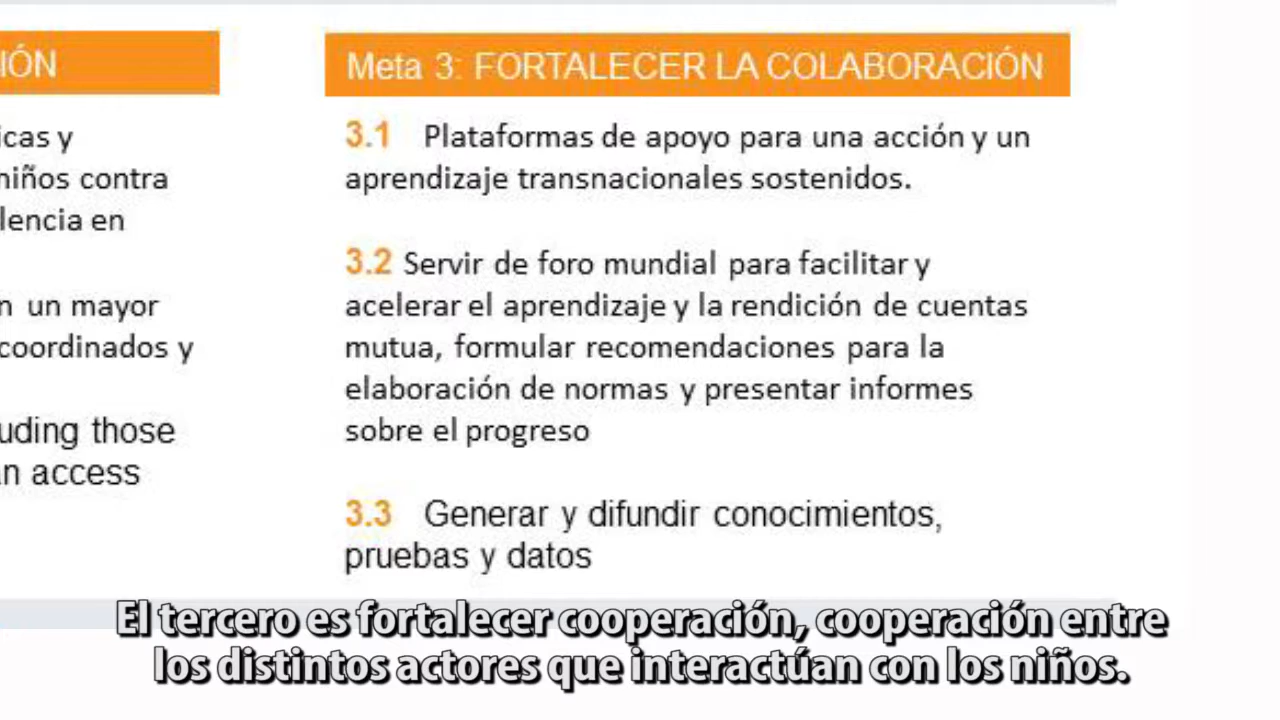 IÓN
icas y
niños contra
lencia en
n un mayor
coordinados y
uding those
an access
Meta 3: FORTALECER LA COLABORACIÓN
3.1 Plataformas de apoyo para una acción y un
aprendizaje transnacionales sostenidos.
3.2 Servir de foro mundial para facilitar y
acelerar el aprendizaje y la rendición de cuentas
mutua, formular recomendaciones para la
elaboración de normas y presentar informes
sobre el progreso
3.3 Generar y difundir conocimientos,
pruebas y datos
El tercero es fortalecer cooperación, cooperación entre
los distintos actores que interactúan con los niños.